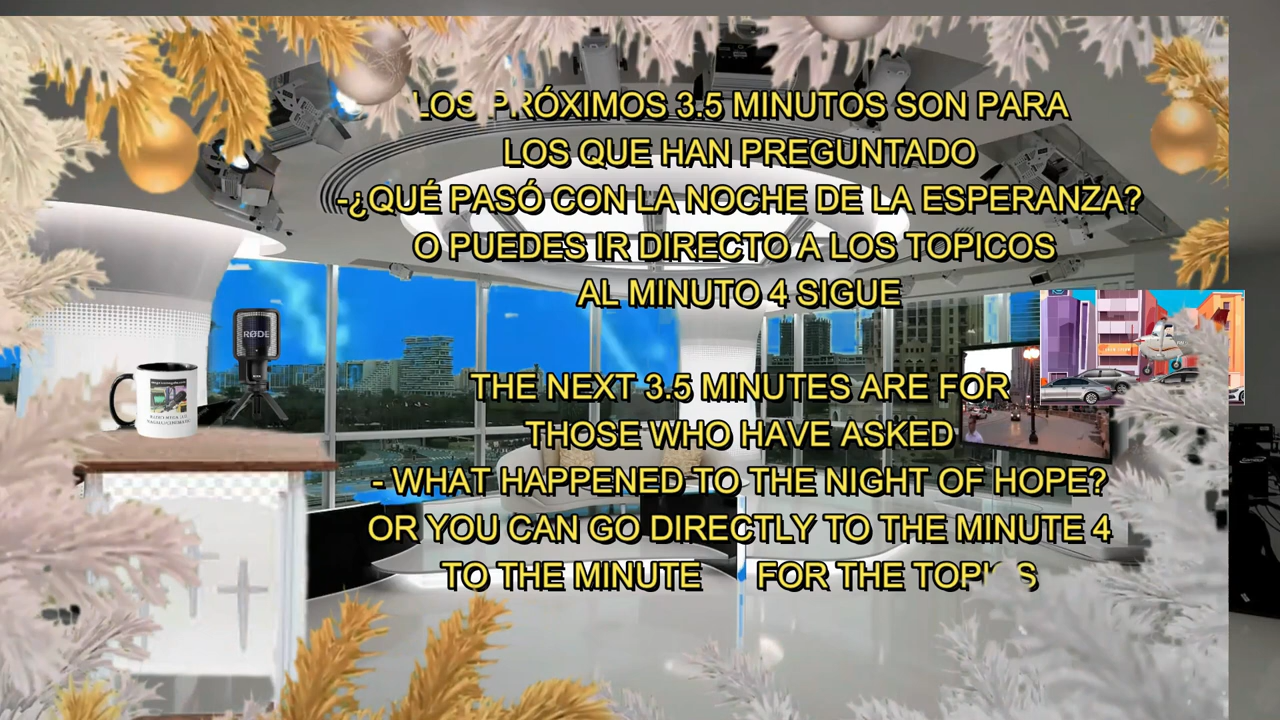 LOS PRÓXIMOS 3.5 MINUTOS SON PARA
LOS QUE HAN PREGUNTADO
-¿QUÉ PASÓ CON LA NOCHE DE LA ESPERANZA?
O PUEDES IR DIRECTO A LOS TOPICOS
AL MINUTO 4 SIGUE
RØDE
THE NEXT 3.5 MINUTES ARE FOR
THOSE WHO HAVE ASKED
- WHAT HAPPENED TO THE NIGHT OF HOPE?
OR YOU CAN GO DIRECTLY TO THE MINUTE 4
TO THE MINUTE FOR THE TOPICS